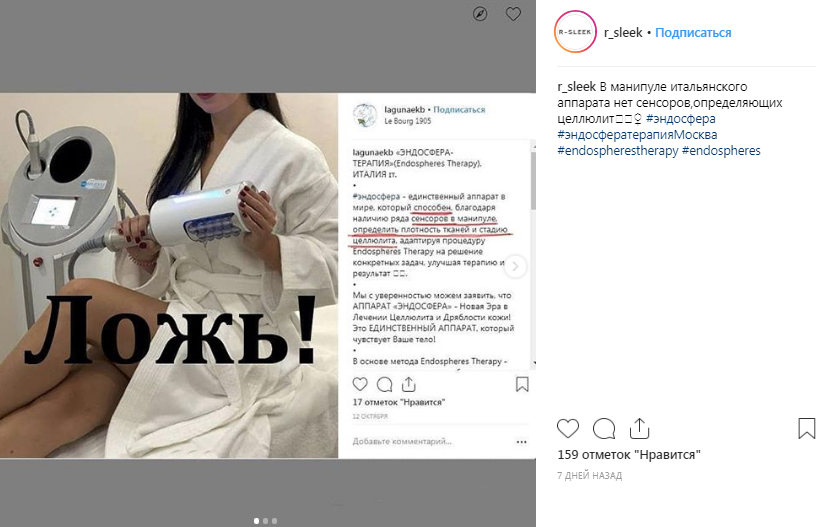 Ложь!
lagunaekb • Подписаться
Le Bourg 1905
lagunaekb «ЭНДОСФЕРА-
ТЕРАПИЯ»(Endospheres Therapy),
ИТАЛИЯ
•
#эндосфера - единственный аппарат в
мире, который способен, благодаря
наличию ряда сенсоров в манипуле,
определить плотность тканей и стадию
целлюлита, адаптируя процедуру
Endospheres Therapy на решение
конкретных задач, улучшая терапию и
результат
•
Мы с уверенностью можем заявить, что
АППАРАТ «ЭНДОСФЕРА» - Новая Эра в
Лечении Целлюлита и Дряблости кожи!
Это ЕДИНСТВЕННЫЙ АППАРАТ, который
чувствует Ваше тело!
•
В основе метода Endospheres Therapy -
17 отметок "Нравится"
12 ОКТЯБРЯ
Добавьте комментарий...
R-SLEEK
r_sleek • Подписаться
r_sleek В манипуле итальянского
аппарата нет сенсоров,определяющих
целлюлит♀ #эндосфера
#эндосфератерапияМосква
#endospherestherapy #endospheres
159 отметок "Нравится"
7 ДНЕЙ НАЗАД